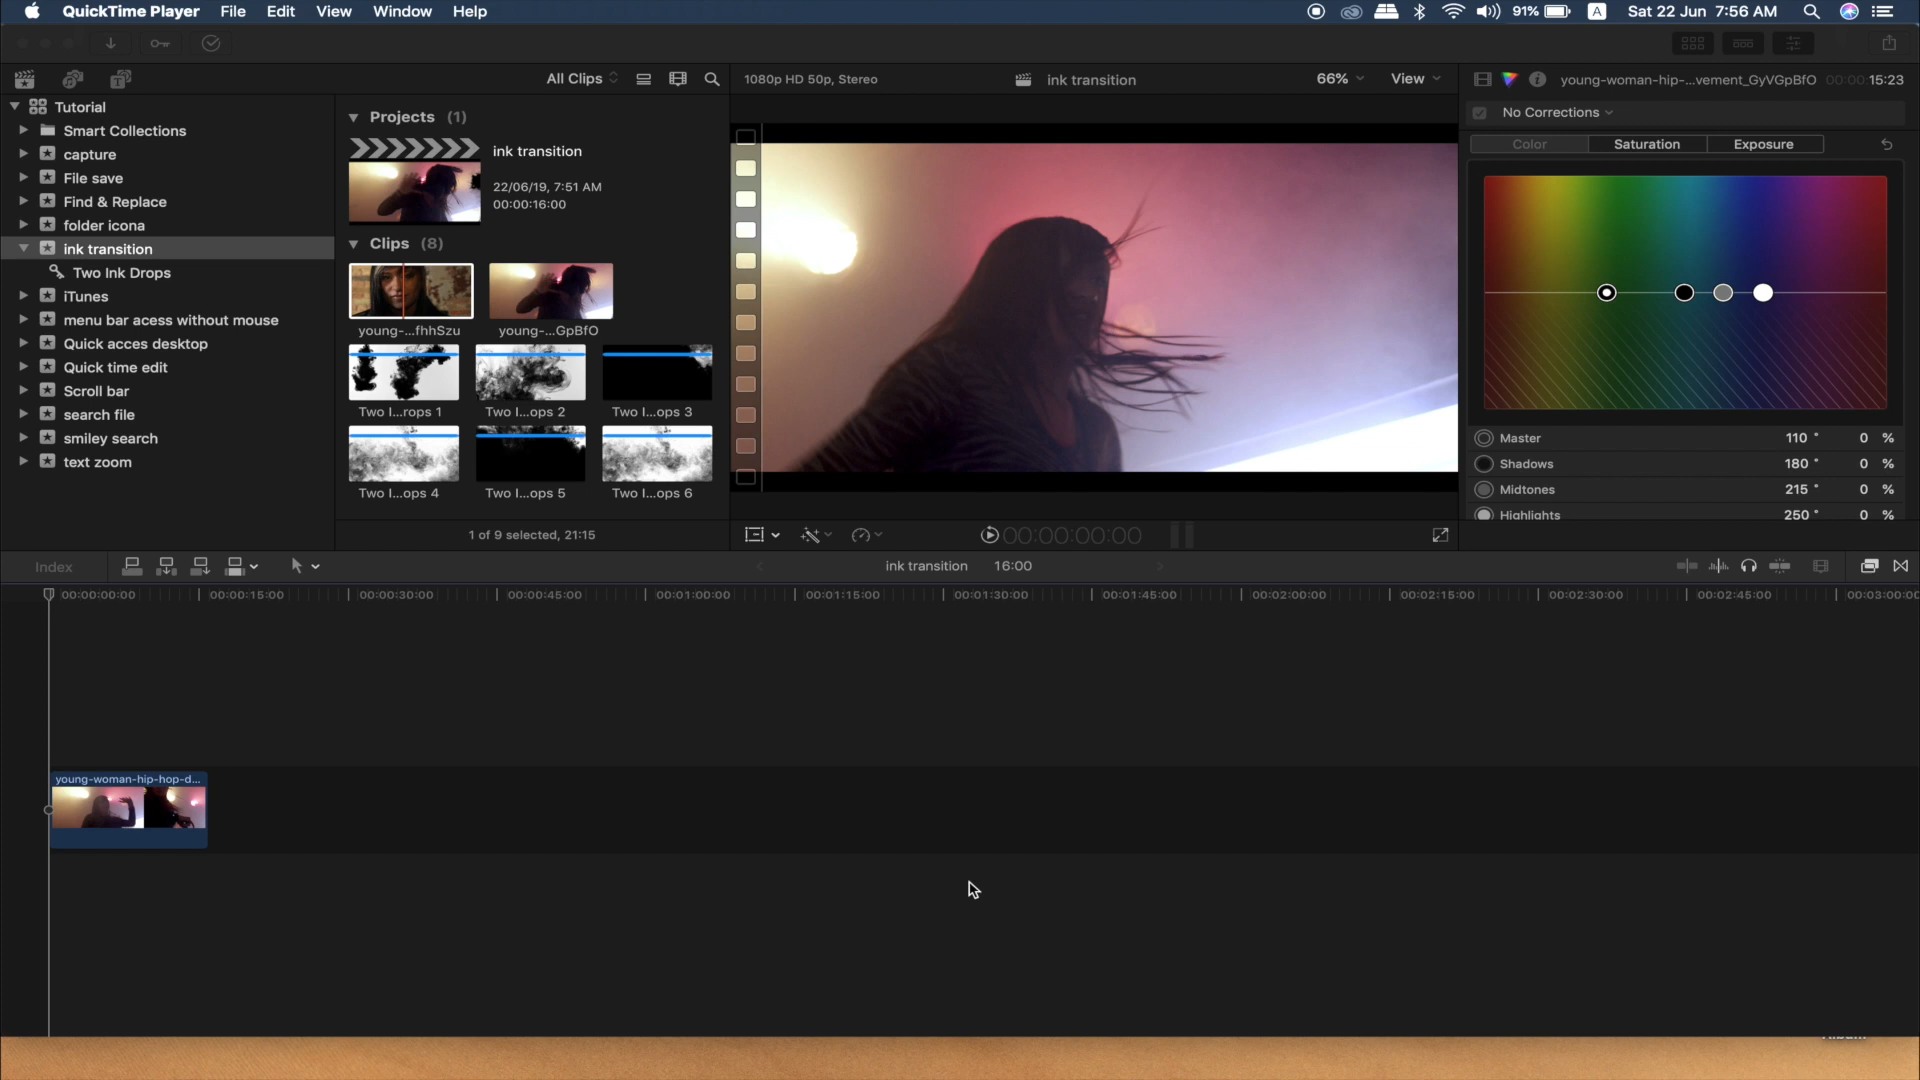 QuickTime Player File Edit View Window Help
91% A Sat 22 Jun 7:56 AM
All Clips
1080p HD 50p, Stereo
ink transition
66% View
young-woman-hip-...vement_GyVGpBfO 00:00:15:23
Tutorial
Smart Collections
capture
File save
Find & Replace
folder icona
ink transition
Two Ink Drops
iTunes
menu bar acess without mouse
Quick acces desktop
Quick time edit
Scroll bar
search file
smiley search
text zoom
Projects (1)
ink transition
22/06/19, 7:51 AM
00:00:16:00
Clips (8)
young-...fhhSzu
young-...GpBfO
Two I...rops 1
Two I...ops 2
Two I...ops 3
Two I...ops 4
Two I...ops 5
Two I...ops 6
1 of 9 selected, 21:15
00:00:00:00
No Corrections
Color Saturation Exposure
Master 110 ° 0 %
Shadows 180 ° 0 %
Midtones 215 ° 0 %
Highlights 250 ° 0 %
Index
ink transition 16:00
00:00:00:00 00:00:15:00 00:00:30:00 00:00:45:00 00:01:00:00 00:01:15:00 00:01:30:00 00:01:45:00 00:02:00:00 00:02:15:00 00:02:30:00 00:02:45:00 00:03:00:00
young-woman-hip-hop-d...